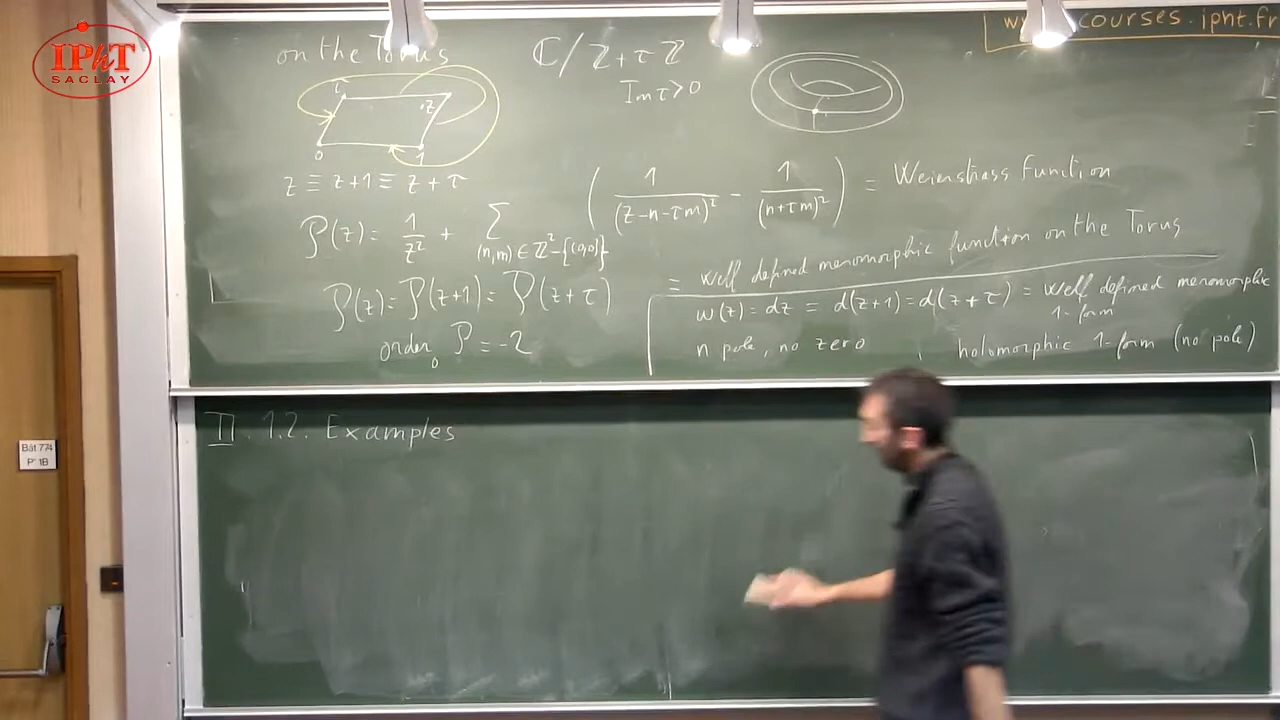 IPhT
SACLAY
www.courses.ipht.fr
on the Torus
ℂ/ℤ+τℤ
Im τ>0
τ
z
0
1
z ≡ z+1 ≡ z+τ
℘(z) = 1/z² + ∑ (n,m) ∈ ℤ²-{(0,0)} ( 1/(z-n-τm)² - 1/(n+τm)² ) = Weierstrass Function
= well defined meromorphic function on the Torus
℘(z) = ℘(z+1) = ℘(z+τ)
order₀ ℘ = -2
w(z) = dz = d(z+1) = d(z+τ) = well defined meromorphic
1-form
n pole, no zero , holomorphic 1-form (no pole)
II. 1.2. Examples
Bât 774
P 1B